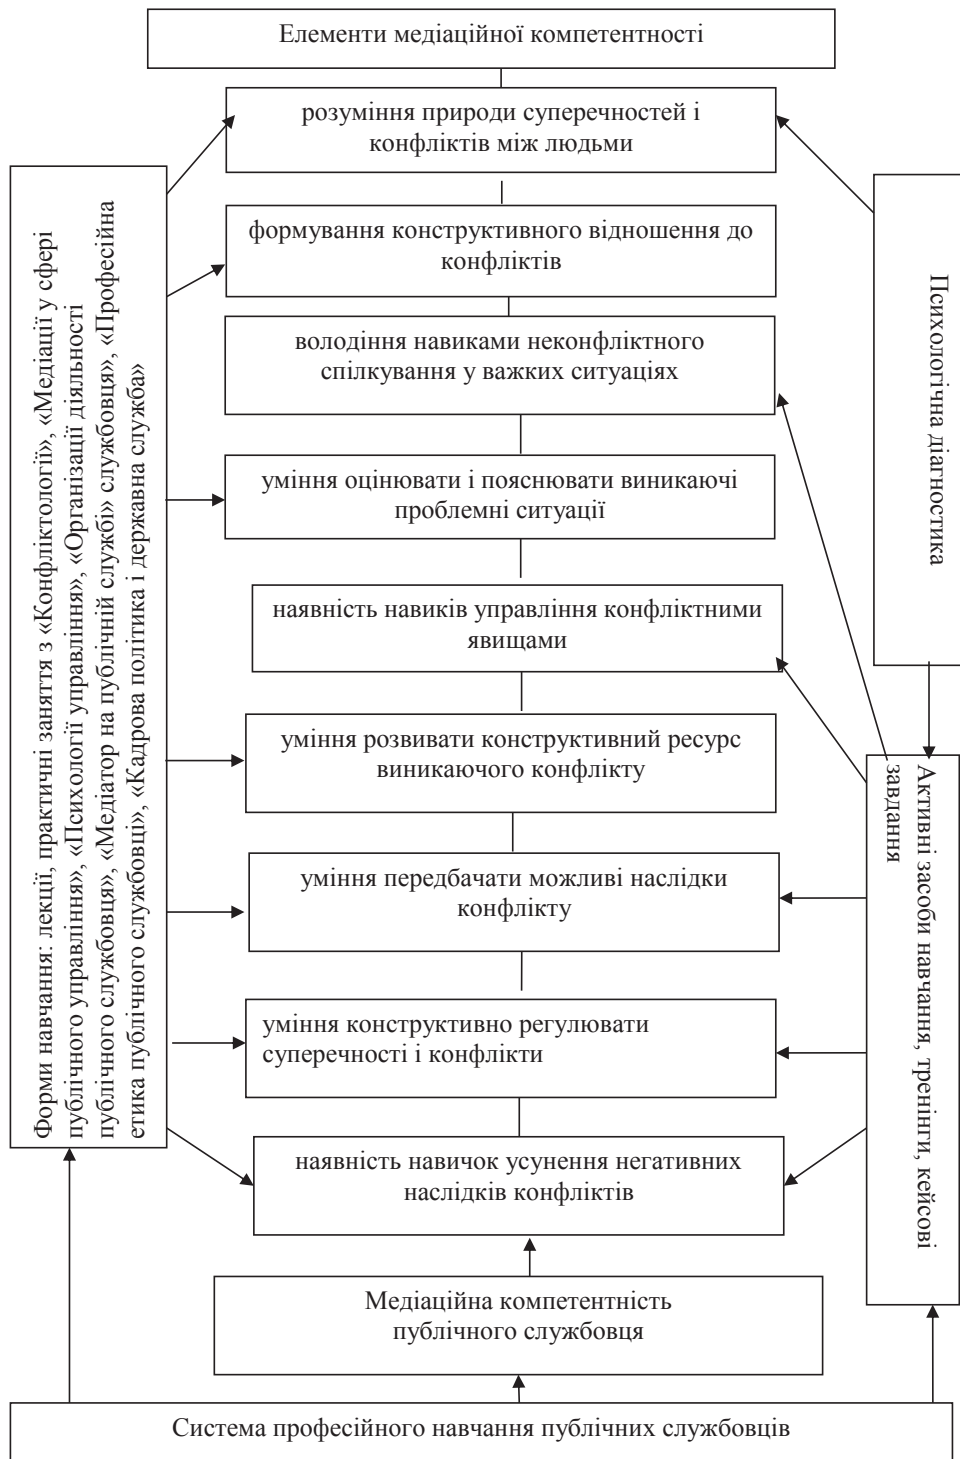 Елементи медіаційної компетентності
розуміння природи суперечностей і
конфліктів між людьми
формування конструктивного відношення до
конфліктів
володіння навиками неконфліктного
спілкування у важких ситуаціях
уміння оцінювати і пояснювати виникаючі
проблемні ситуації
наявність навиків управління конфліктними
явищами
уміння розвивати конструктивний ресурс
виникаючого конфлікту
уміння передбачати можливі наслідки
конфлікту
уміння конструктивно регулювати
суперечності і конфлікти
наявність навичок усунення негативних
наслідків конфліктів
Медіаційна компетентність
публічного службовця
Система професійного навчання публічних службовців
Форми навчання: лекції, практичні заняття з «Конфліктології», «Медіації у сфері
публічного управління», «Психології управління», «Організації діяльності
публічного службовця», «Медіатор на публічній службі» службовця», «Професійна
етика публічного службовці», «Кадрова політика і державна служба»
Психологічна діагностика
Активні засоби навчання, тренінги, кейсові
завдання